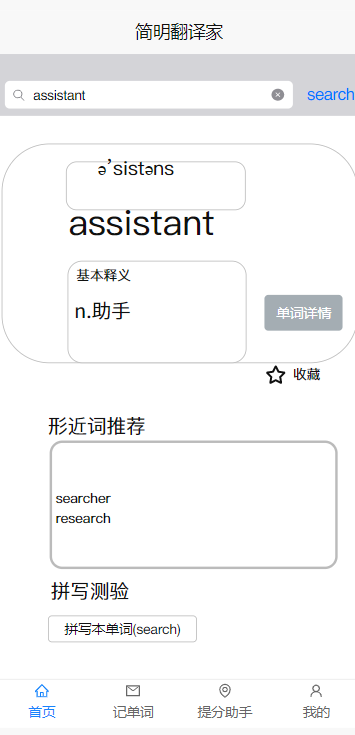 简明翻译家
assistant
search
ə'sistəns
assistant
基本释义
n.助手
单词详情
收藏
形近词推荐
searcher
research
拼写测验
拼写本单词(search)
首页
记单词
提分助手
我的